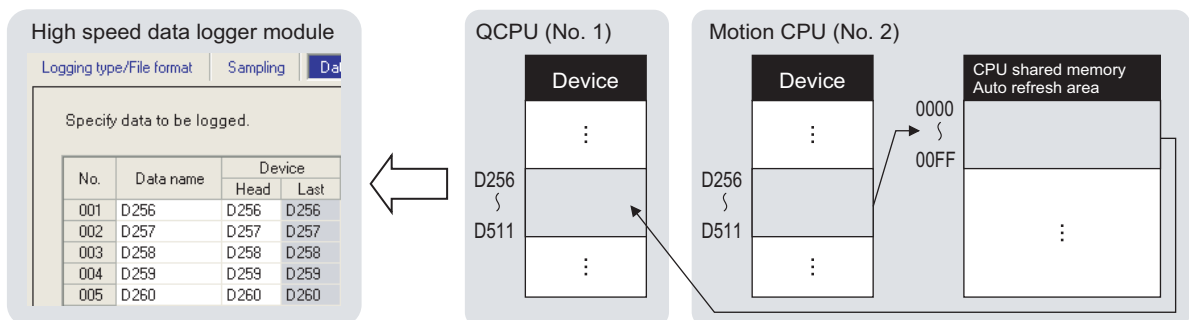 High speed data logger module
Logging type/File format Sampling Da
Specify data to be logged.
No. Data name Device
Head Last
001 D256 D256 D256
002 D257 D257 D257
003 D258 D258 D258
004 D259 D259 D259
005 D260 D260 D260
QCPU (No. 1)
Device
⋮
D256
~
D511
⋮
Motion CPU (No. 2)
Device
⋮
D256
~
D511
⋮
CPU shared memory
Auto refresh area
0000
~
00FF
⋮